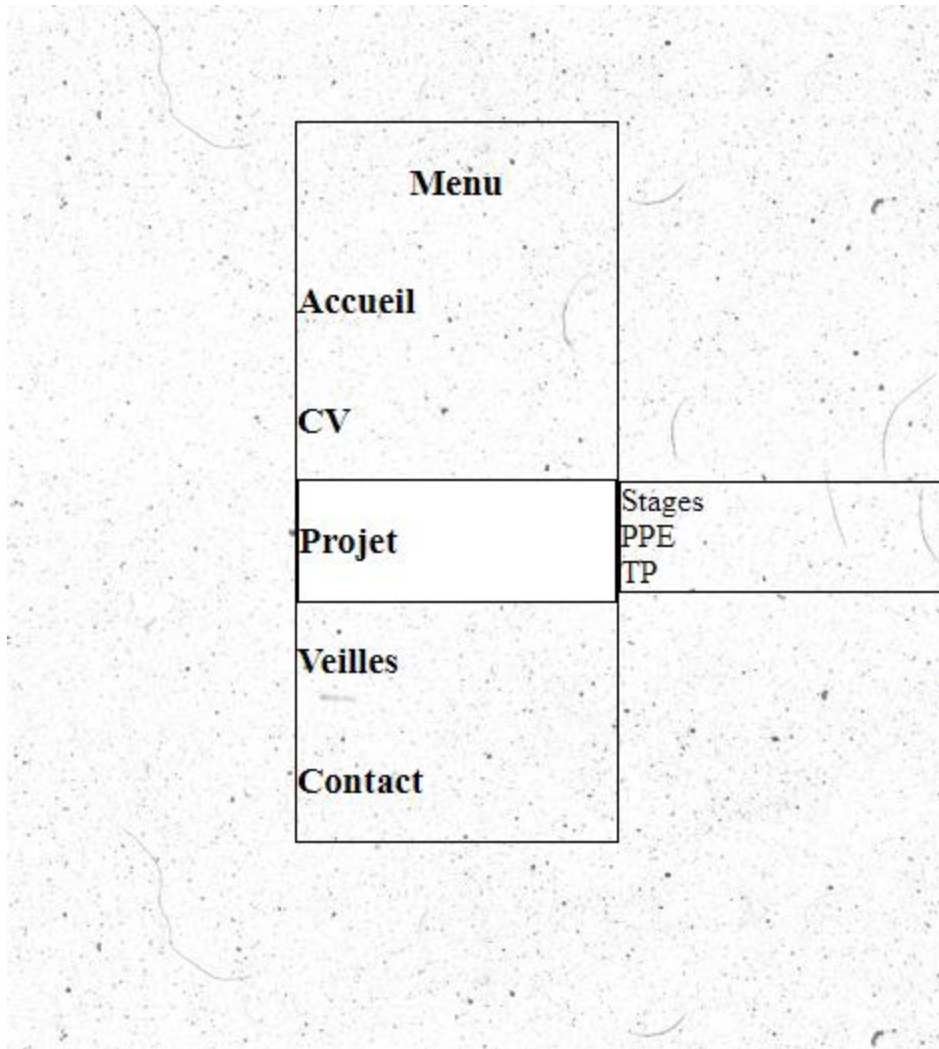 Menu
Accueil
CV
Projet
Stages
PPE
TP
Veilles
Contact